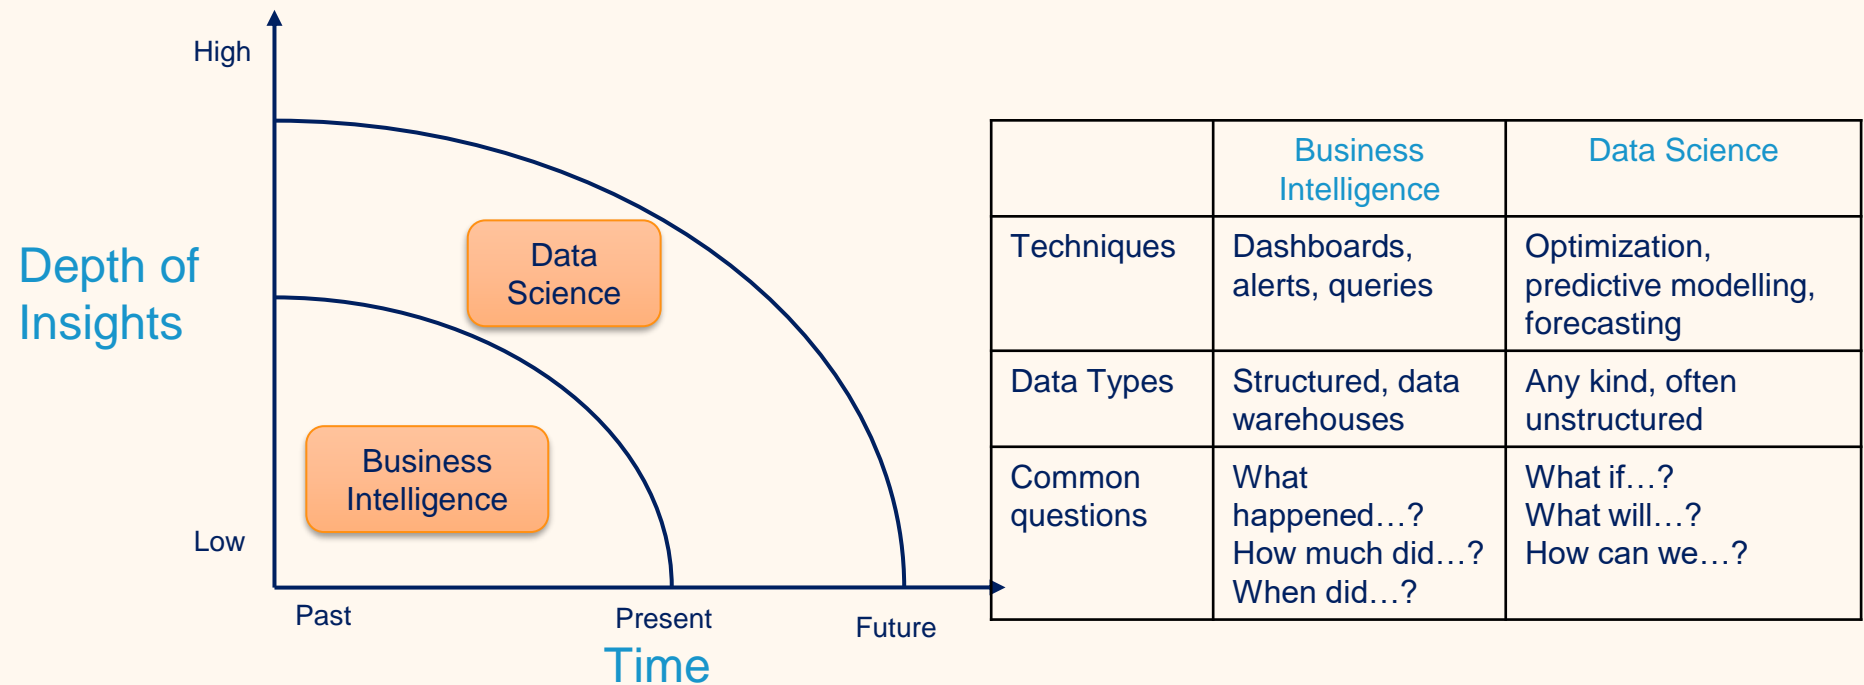 High
Depth of
Insights
Data
Science
Business
Intelligence
Low
Past
Present
Future
Time
Business
Intelligence
Data Science
Techniques
Dashboards,
alerts, queries
Optimization,
predictive modelling,
forecasting
Data Types
Structured, data
warehouses
Any kind, often
unstructured
Common
questions
What
happened…?
How much did…?
When did…?
What if…?
What will…?
How can we…?